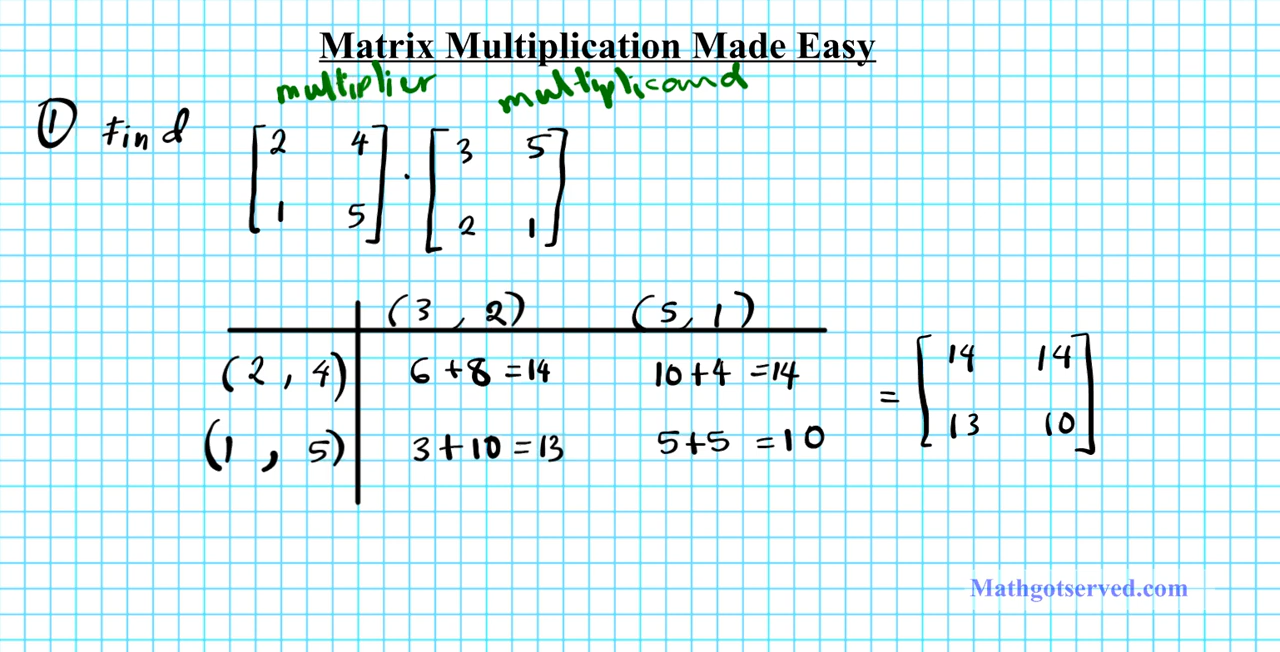 Matrix Multiplication Made Easy
multiplier multiplicand
① Find [2 4] · [3 5]
[1 5] [2 1]
(3 , 2) (5, 1)
(2 , 4) 6 + 8 = 14 10 + 4 = 14 = [14 14]
(1 , 5) 3 + 10 = 13 5 + 5 = 10 [13 10]
Mathgotserved.com